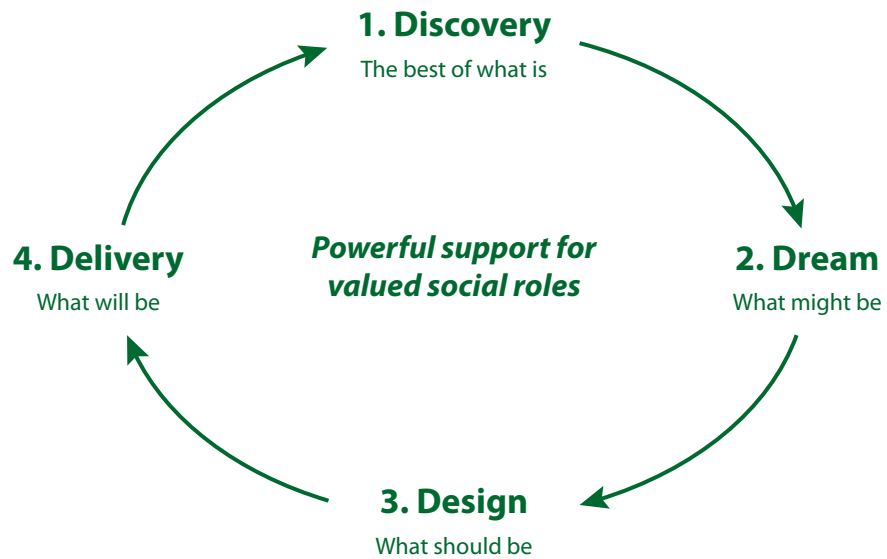 1. Discovery
The best of what is
2. Dream
What might be
3. Design
What should be
4. Delivery
What will be
Powerful support for
valued social roles